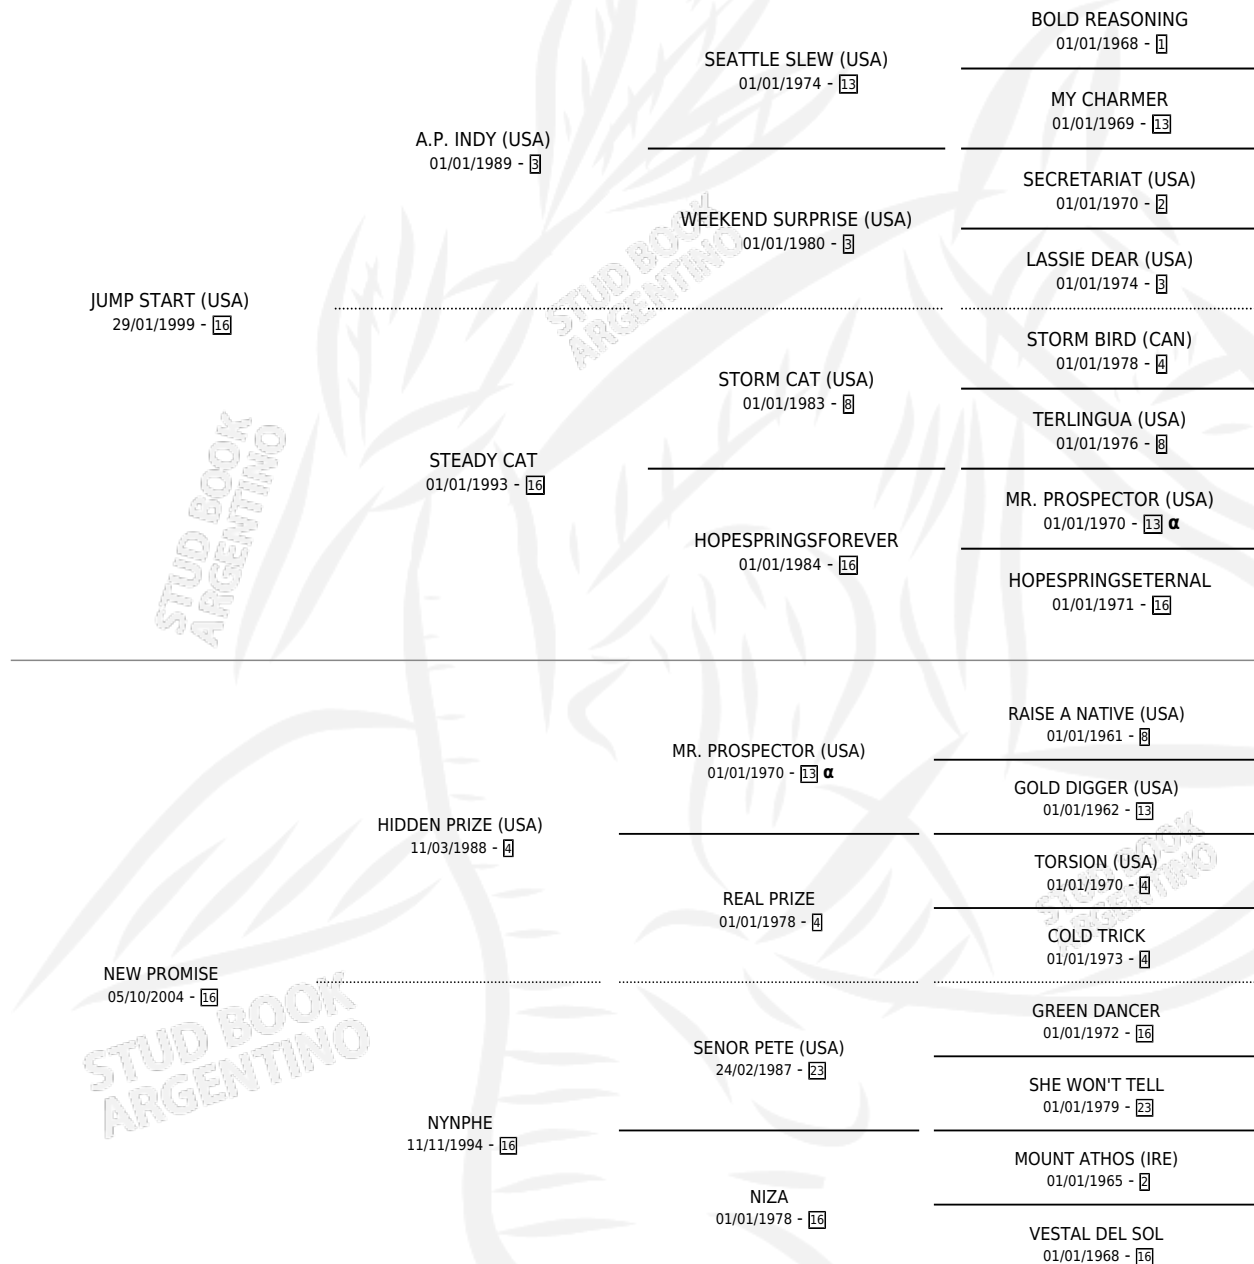 BOLD REASONING
01/01/1968 - 1
SEATTLE SLEW (USA)
01/01/1974 - 13
MY CHARMER
01/01/1969 - 13
A.P. INDY (USA)
01/01/1989 - 3
SECRETARIAT (USA)
01/01/1970 - 2
WEEKEND SURPRISE (USA)
01/01/1980 - 3
LASSIE DEAR (USA)
01/01/1974 - 3
JUMP START (USA)
29/01/1999 - 16
STORM BIRD (CAN)
01/01/1978 - 4
STORM CAT (USA)
01/01/1983 - 8
TERLINGUA (USA)
01/01/1976 - 8
STEADY CAT
01/01/1993 - 16
MR. PROSPECTOR (USA)
01/01/1970 - 13 α
HOPESPRINGSFOREVER
01/01/1984 - 16
HOPESPRINGSETERNAL
01/01/1971 - 16
RAISE A NATIVE (USA)
01/01/1961 - 8
MR. PROSPECTOR (USA)
01/01/1970 - 13 α
GOLD DIGGER (USA)
01/01/1962 - 13
HIDDEN PRIZE (USA)
11/03/1988 - 4
TORSION (USA)
01/01/1970 - 4
REAL PRIZE
01/01/1978 - 4
COLD TRICK
01/01/1973 - 4
NEW PROMISE
05/10/2004 - 16
GREEN DANCER
01/01/1972 - 16
SENOR PETE (USA)
24/02/1987 - 23
SHE WON'T TELL
01/01/1979 - 23
NYNPHE
11/11/1994 - 16
MOUNT ATHOS (IRE)
01/01/1965 - 2
NIZA
01/01/1978 - 16
VESTAL DEL SOL
01/01/1968 - 16
STUD BOOK
ARGENTINO
STUD BOOK
ARGENTINO
STUD BOOK
ARGENTINO
STUD BOOK
ARGENTINO